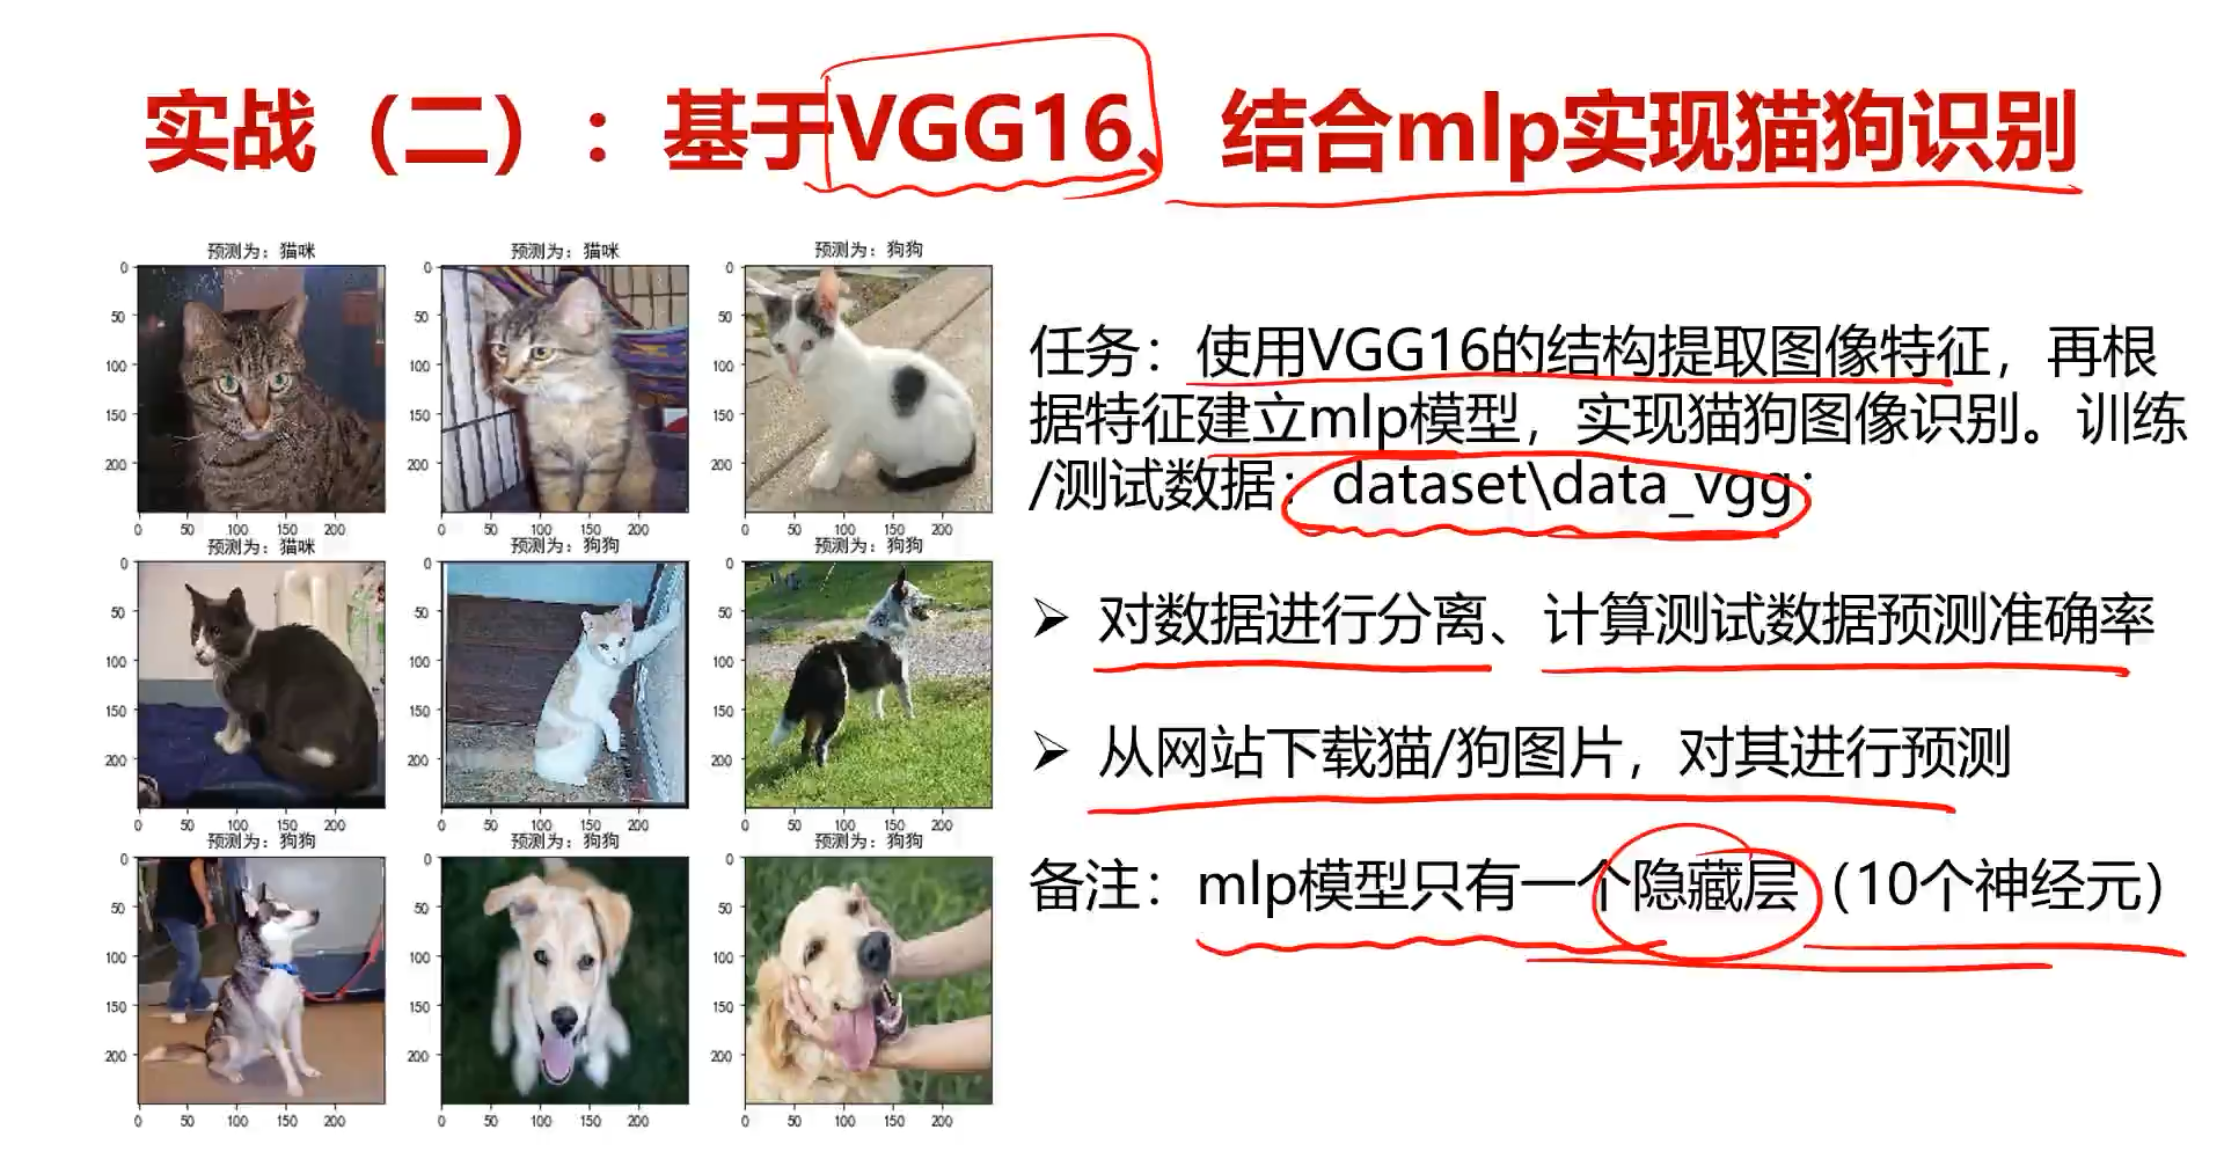 实战（二）：基于VGG16、 结合mlp实现猫狗识别
预测为：猫咪
0
50
100
150
200
0 50 100 150 200
预测为：猫咪
0
50
100
150
200
0 50 100 150 200
预测为：狗狗
0
50
100
150
200
0 50 100 150 200
预测为：猫咪
0
50
100
150
200
0 50 100 150 200
预测为：狗狗
0
50
100
150
200
0 50 100 150 200
预测为：狗狗
0
50
100
150
200
0 50 100 150 200
预测为：狗狗
0
50
100
150
200
0 50 100 150 200
预测为：狗狗
0
50
100
150
200
0 50 100 150 200
预测为：狗狗
0
50
100
150
200
0 50 100 150 200
任务：使用VGG16的结构提取图像特征，再根
据特征建立mlp模型，实现猫狗图像识别。训练
/测试数据：dataset\data_vgg：
➢ 对数据进行分离、计算测试数据预测准确率
➢ 从网站下载猫/狗图片，对其进行预测
备注：mlp模型只有一个隐藏层（10个神经元）